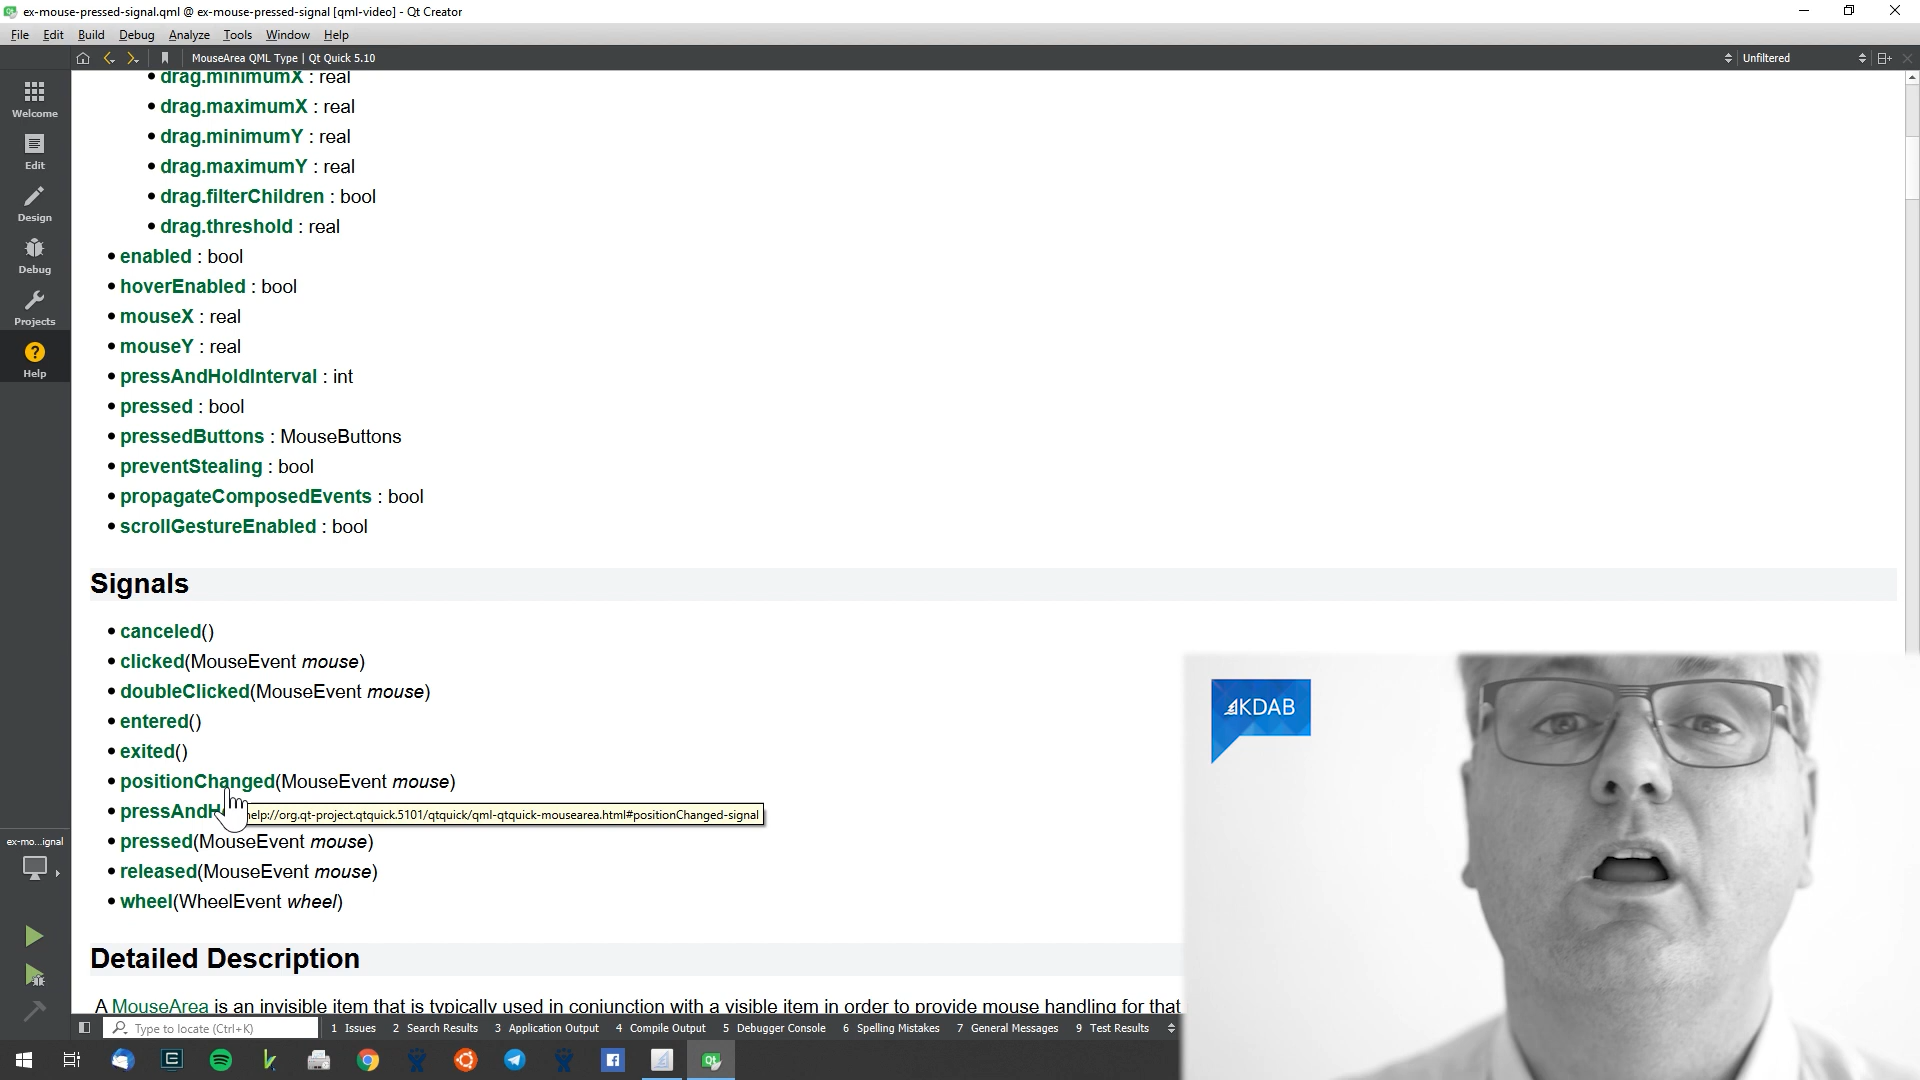 ex-mouse-pressed-signal.qml @ ex-mouse-pressed-signal [qml-video] - Qt Creator
File Edit Build Debug Analyze Tools Window Help
MouseArea QML Type | Qt Quick 5.10
Unfiltered
drag.minimumX : real
drag.maximumX : real
drag.minimumY : real
drag.maximumY : real
drag.filterChildren : bool
drag.threshold : real
enabled : bool
hoverEnabled : bool
mouseX : real
mouseY : real
pressAndHoldInterval : int
pressed : bool
pressedButtons : MouseButtons
preventStealing : bool
propagateComposedEvents : bool
scrollGestureEnabled : bool
Signals
canceled()
clicked(MouseEvent mouse)
doubleClicked(MouseEvent mouse)
entered()
exited()
positionChanged(MouseEvent mouse)
pressAndH
help://org.qt-project.qtquick.5101/qtquick/qml-qtquick-mousearea.html#positionChanged-signal
pressed(MouseEvent mouse)
released(MouseEvent mouse)
wheel(WheelEvent wheel)
Detailed Description
A MouseArea is an invisible item that is typically used in conjunction with a visible item in order to provide mouse handling for that
Welcome
Edit
Design
Debug
Projects
Help
ex-mo...ignal
Type to locate (Ctrl+K)
1 Issues 2 Search Results 3 Application Output 4 Compile Output 5 Debugger Console 6 Spelling Mistakes 7 General Messages 9 Test Results
KDAB